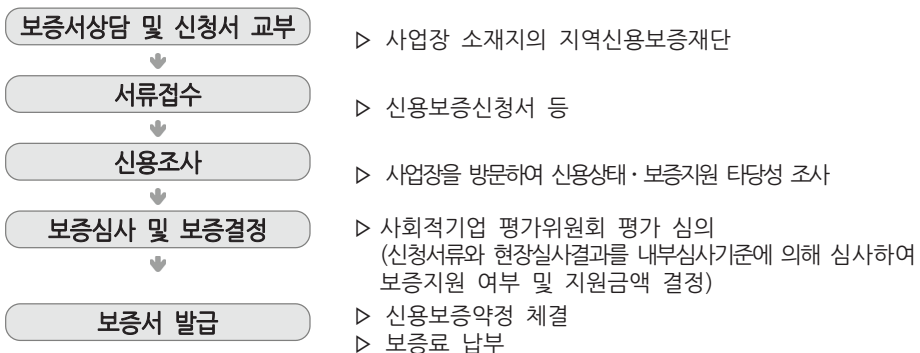 보증서상담 및 신청서 교부
▷ 사업장 소재지의 지역신용보증재단
서류접수
▷ 신용보증신청서 등
신용조사
▷ 사업장을 방문하여 신용상태·보증지원 타당성 조사
보증심사 및 보증결정
▷ 사회적기업 평가위원회 평가 심의
(신청서류와 현장실사결과를 내부심사기준에 의해 심사하여
보증지원 여부 및 지원금액 결정)
보증서 발급
▷ 신용보증약정 체결
▷ 보증료 납부